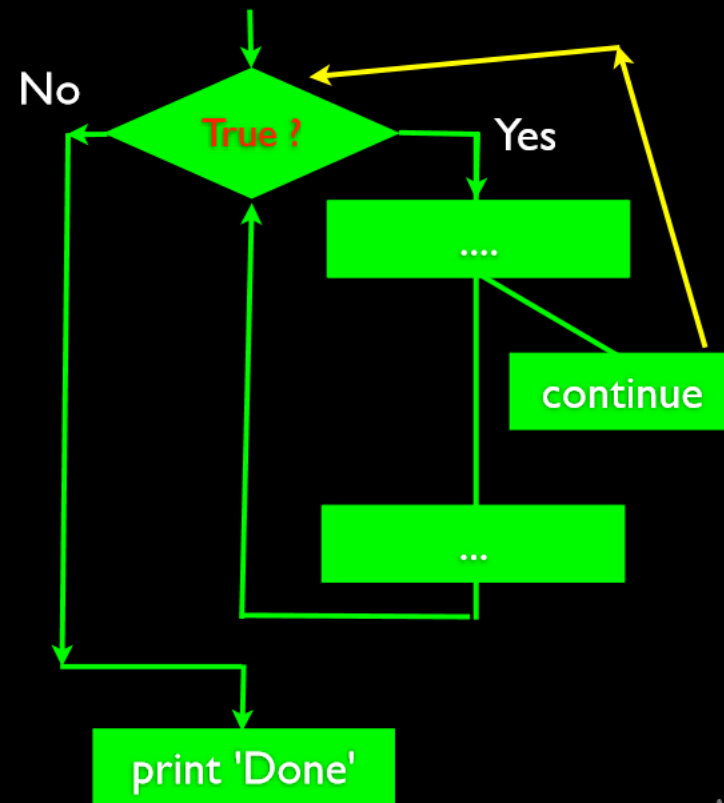 No
True ?
Yes
....
continue
...
print 'Done'